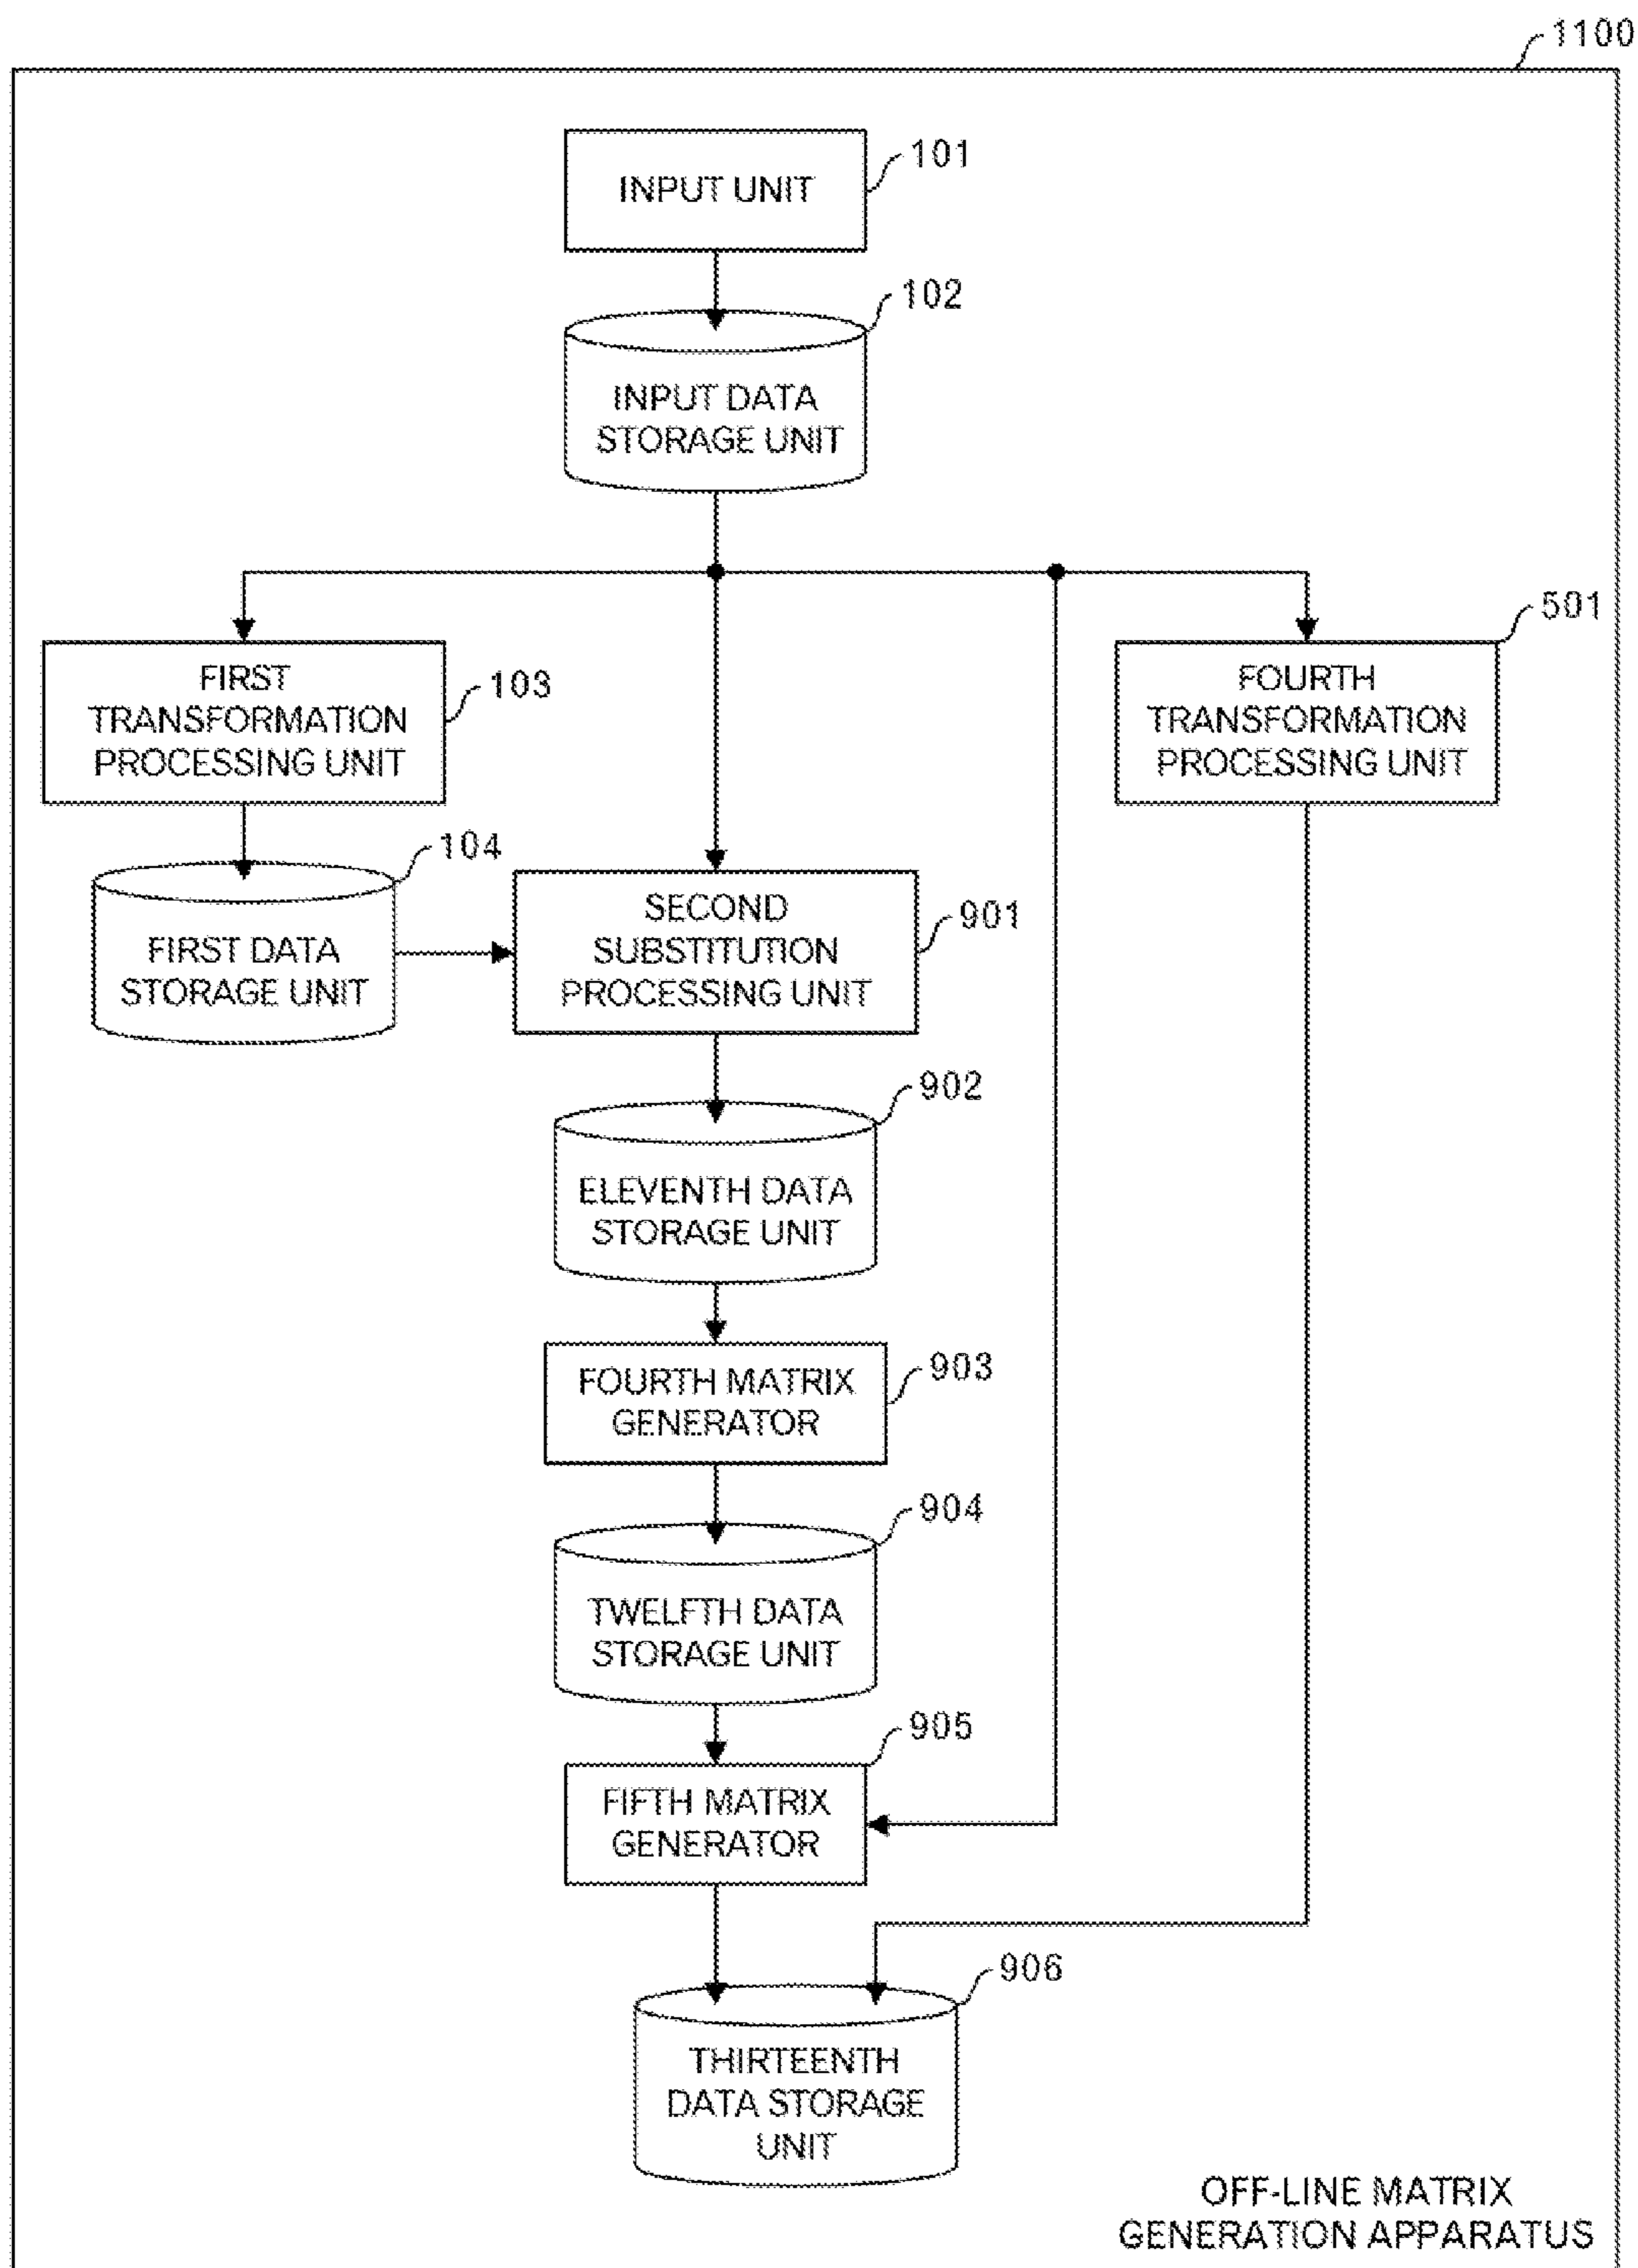 1100
101
INPUT UNIT
102
INPUT DATA
STORAGE UNIT
501
FIRST
TRANSFORMATION
PROCESSING UNIT
103
FOURTH
TRANSFORMATION
PROCESSING UNIT
104
FIRST DATA
STORAGE UNIT
SECOND
SUBSTITUTION
PROCESSING UNIT
901
902
ELEVENTH DATA
STORAGE UNIT
FOURTH MATRIX
GENERATOR
903
904
TWELFTH DATA
STORAGE UNIT
905
FIFTH MATRIX
GENERATOR
906
THIRTEENTH
DATA STORAGE
UNIT
OFF-LINE MATRIX
GENERATION APPARATUS